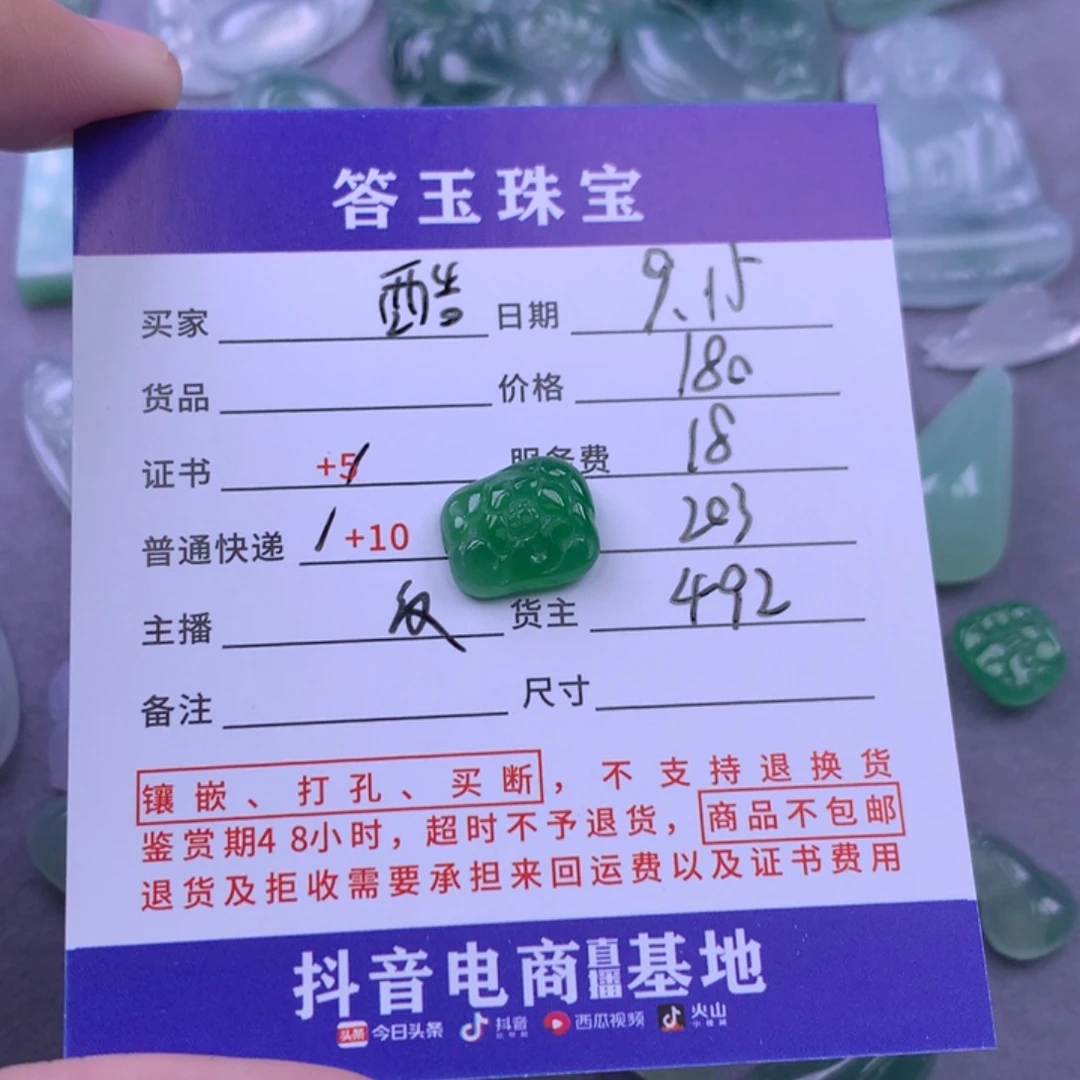 答玉珠宝
买家 酷 日期 9.15
货品 价格 180
证书 +5 服务费 18
普通快递 +10 203
主播 货主 492
备注 尺寸
镶嵌、打孔、买断，不支持退换货
鉴赏期48小时，超时不予退货，商品不包邮
退货及拒收需要承担来回运费以及证书费用
抖音电商直播基地
头条 今日头条 抖音 西瓜视频 火山